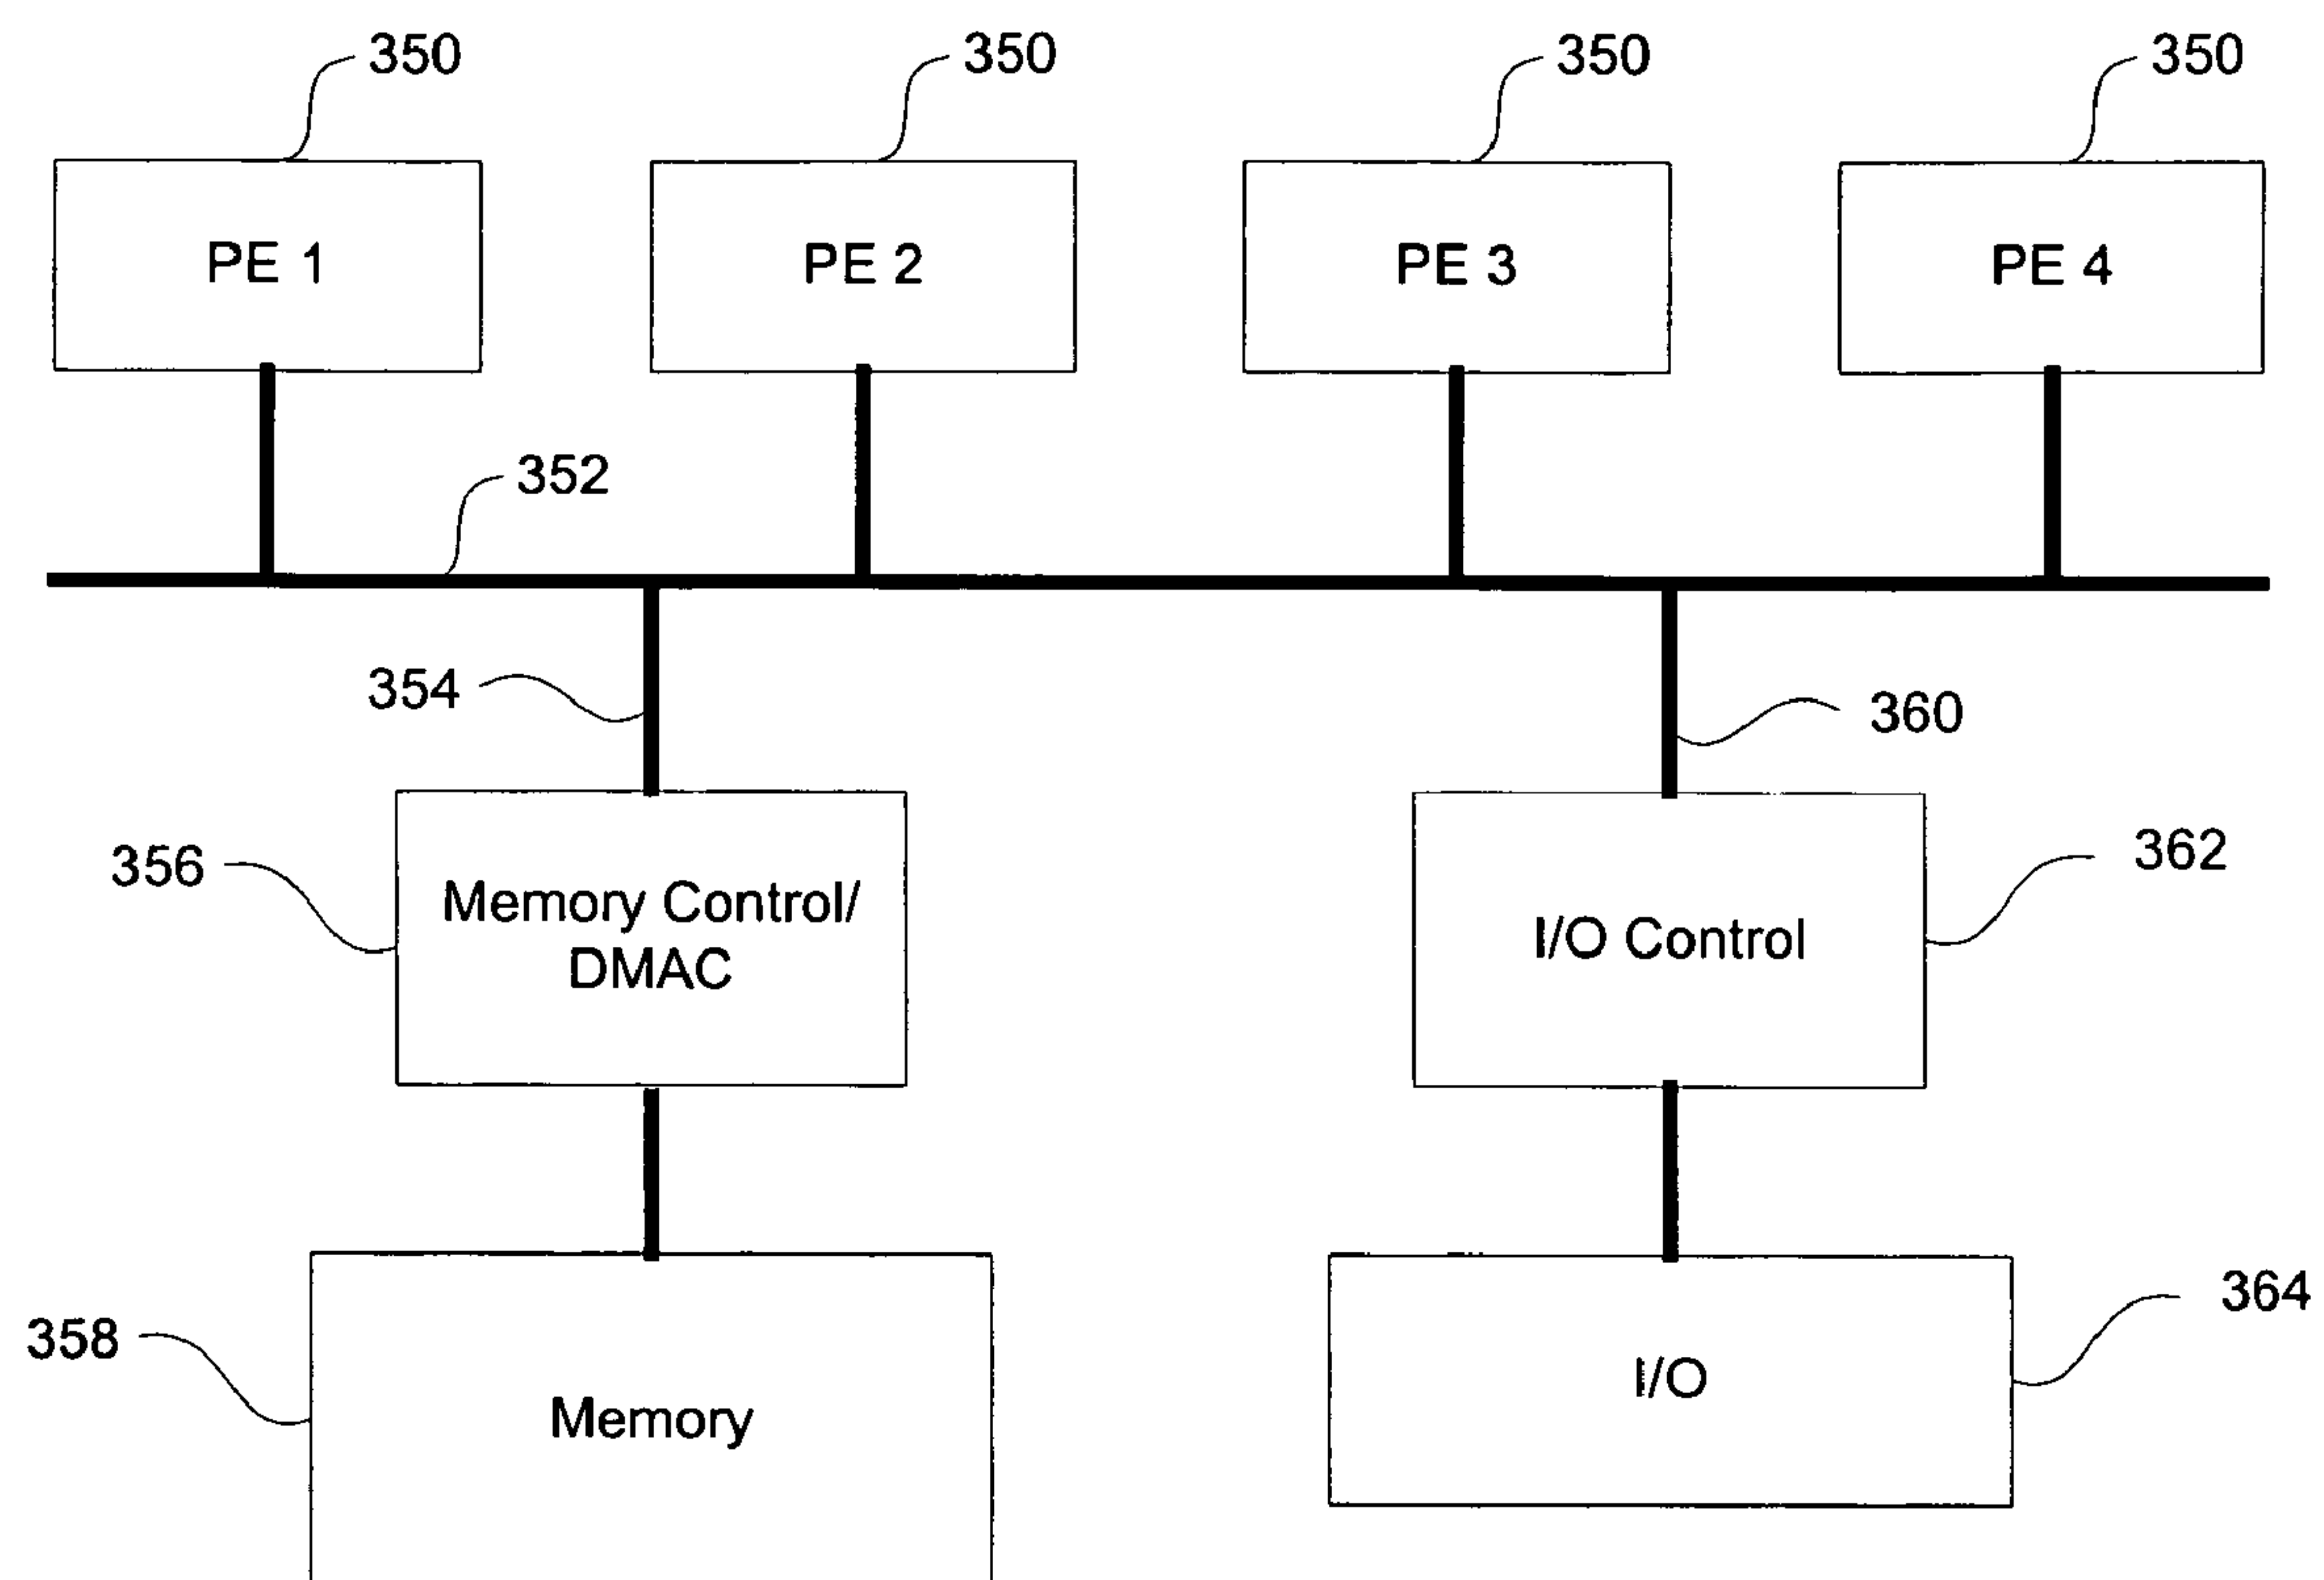 350
350
350
350
PE 1
PE 2
PE 3
PE 4
352
354
360
356
Memory Control/
DMAC
362
I/O Control
358
Memory
364
I/O